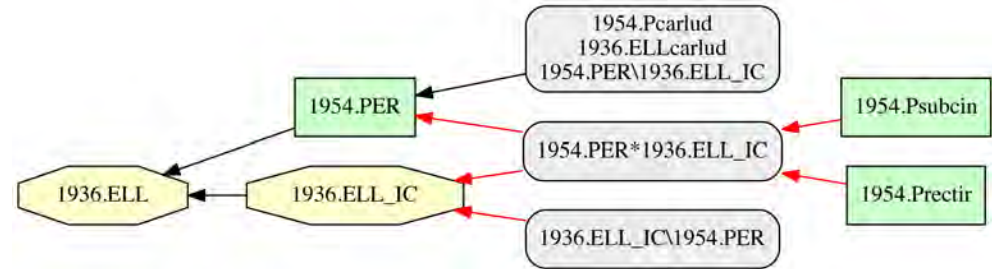 1954.Pcarlud
1936.ELLcarlud
1954.PER\1936.ELL_IC
1954.PER
1954.Psubcin
1954.PER*1936.ELL_IC
1936.ELL
1936.ELL_IC
1954.Prectir
1936.ELL_IC\1954.PER